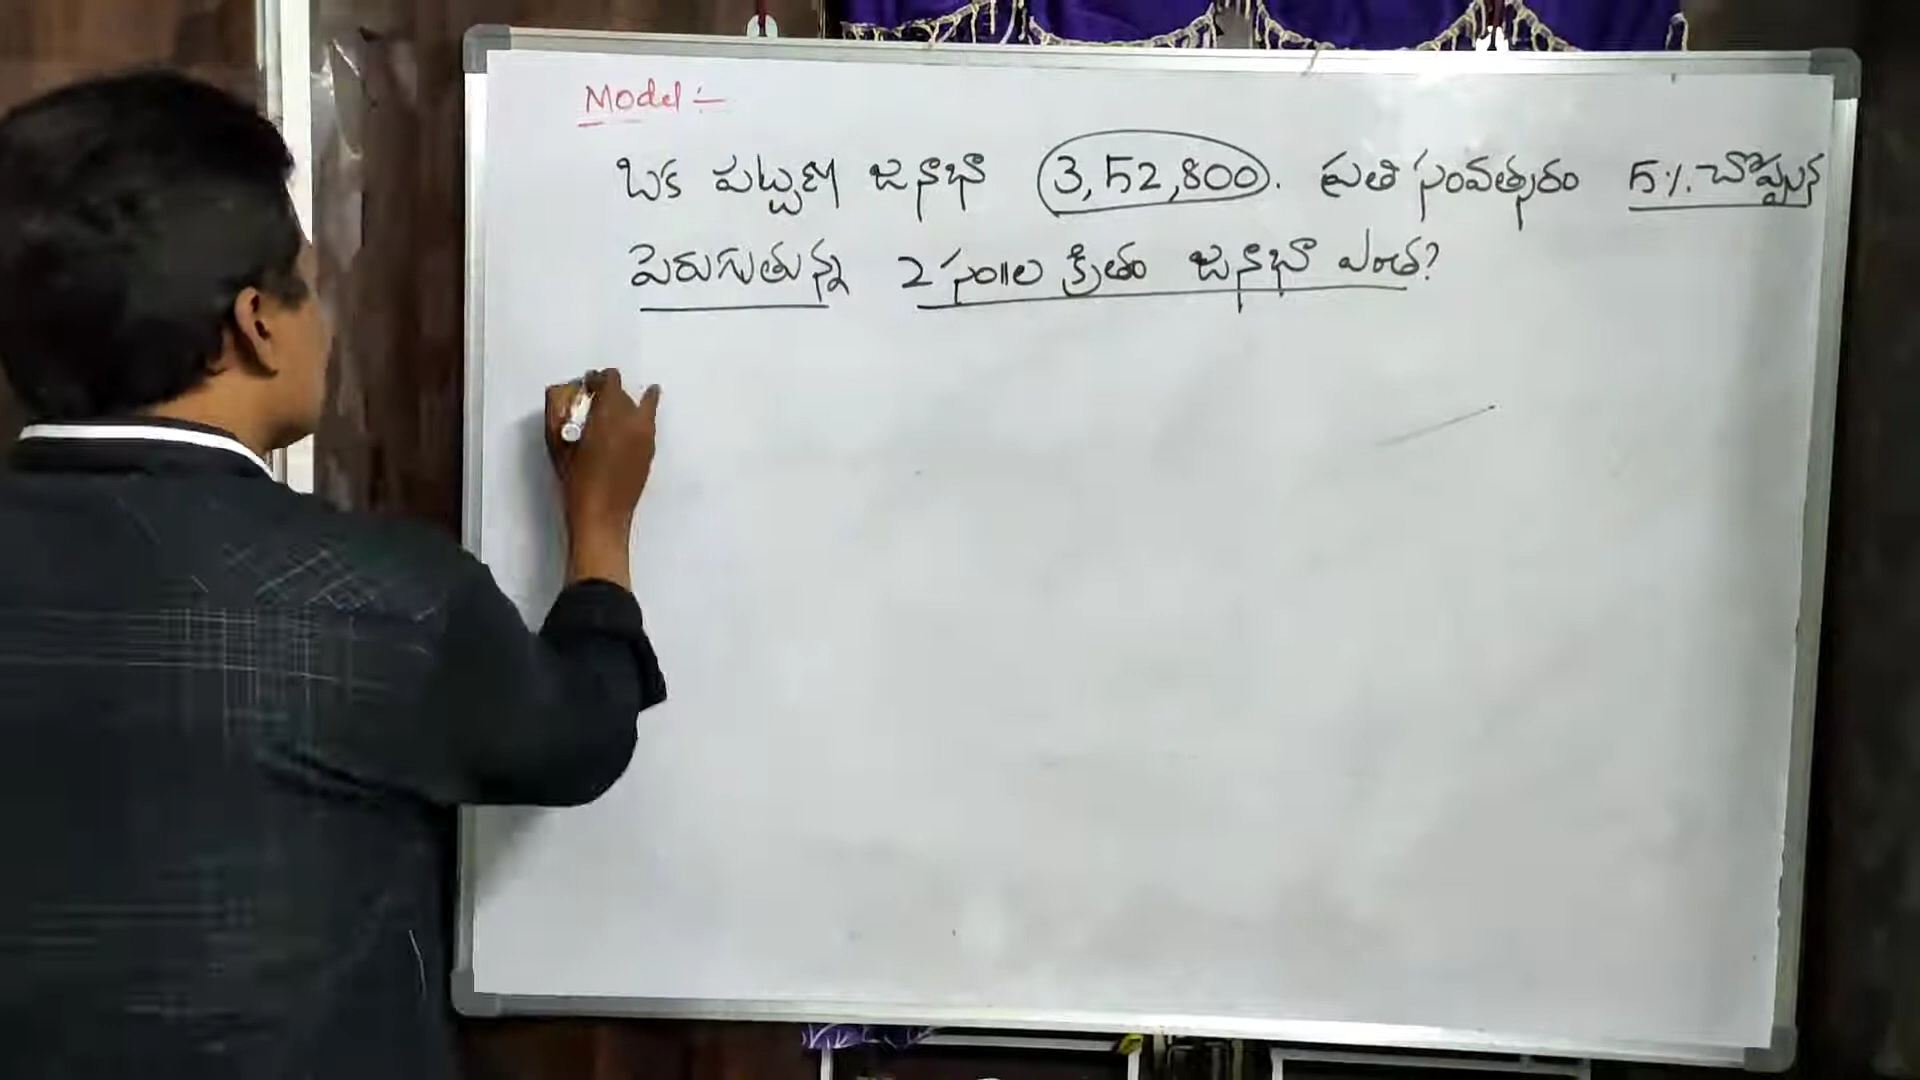 Model :-
ఒక పట్టణ జనాభా 3,52,800. ప్రతి సంవత్సరం 5% చొప్పున
పెరుగుతున్న 2 సం॥ల క్రితం జనాభా ఎంత?